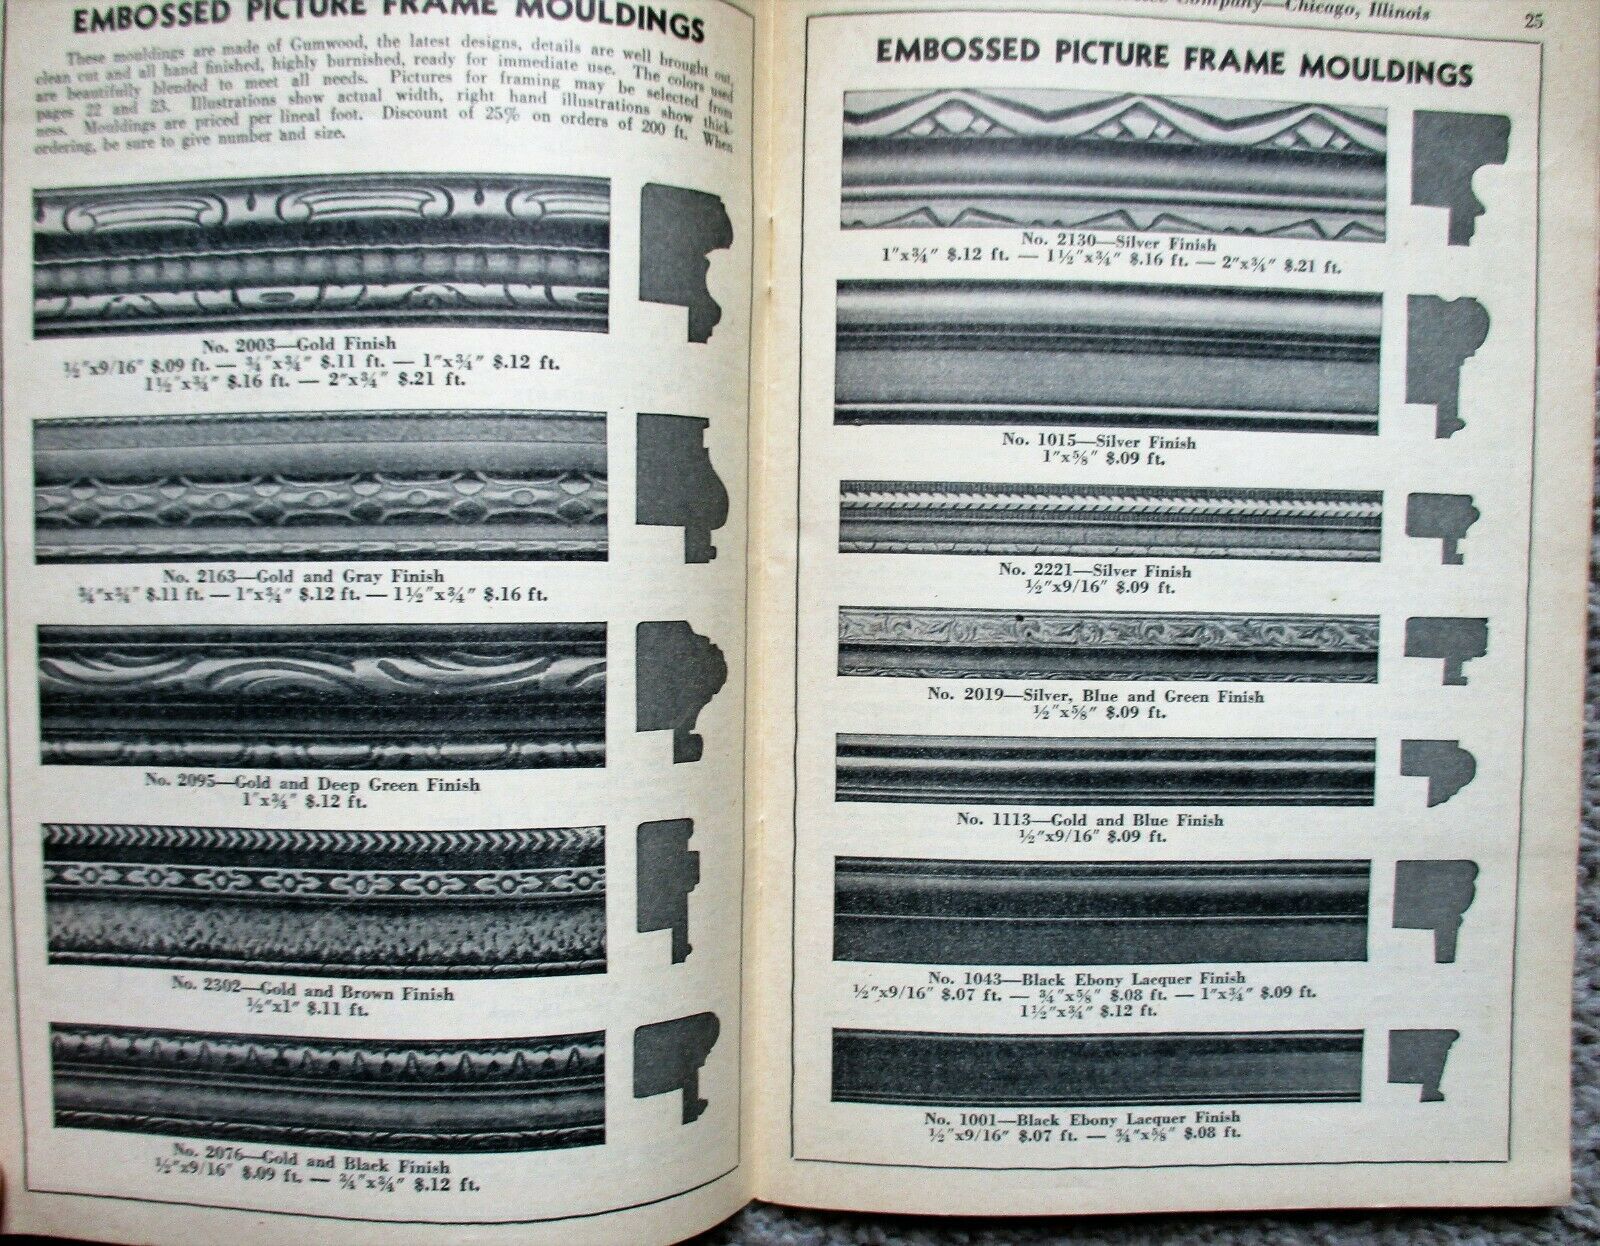 EMBOSSED PICTURE FRAME MOULDINGS
These mouldings are made of Gumwood, the latest designs, details are well brought out,
clean cut and all hand finished, highly burnished, ready for immediate use. The colors used
are beautifully blended to meet all needs. Pictures for framing may be selected from
pages 22 and 23. Illustrations show actual width, right hand illustrations show thick-
ness. Mouldings are priced per lineal foot. Discount of 25% on orders of 200 ft. When
ordering, be sure to give number and size.
No. 2003—Gold Finish
½"x9/16" $.09 ft. — ¾"x¾" $.11 ft. — 1"x¾" $.12 ft.
1½"x¾" $.16 ft. — 2"x¾" $.21 ft.
No. 2163—Gold and Gray Finish
¾"x¾" $.11 ft. — 1"x¾" $.12 ft. — 1½"x¾" $.16 ft.
No. 2095—Gold and Deep Green Finish
1"x¾" $.12 ft.
No. 2302—Gold and Brown Finish
½"x1" $.11 ft.
No. 2076—Gold and Black Finish
½"x9/16" $.09 ft. — ¾"x¾" $.12 ft.
Company—Chicago, Illinois
25
EMBOSSED PICTURE FRAME MOULDINGS
No. 2130—Silver Finish
1"x¾" $.12 ft. — 1½"x¾" $.16 ft. — 2"x¾" $.21 ft.
No. 1015—Silver Finish
1"x⅝" $.09 ft.
No. 2221—Silver Finish
½"x9/16" $.09 ft.
No. 2019—Silver, Blue and Green Finish
½"x⅝" $.09 ft.
No. 1113—Gold and Blue Finish
½"x9/16" $.09 ft.
No. 1043—Black Ebony Lacquer Finish
½"x9/16" $.07 ft. — ¾"x⅝" $.08 ft. — 1"x¾" $.09 ft.
1½"x¾" $.12 ft.
No. 1001—Black Ebony Lacquer Finish
½"x9/16" $.07 ft. — ¾"x⅝" $.08 ft.